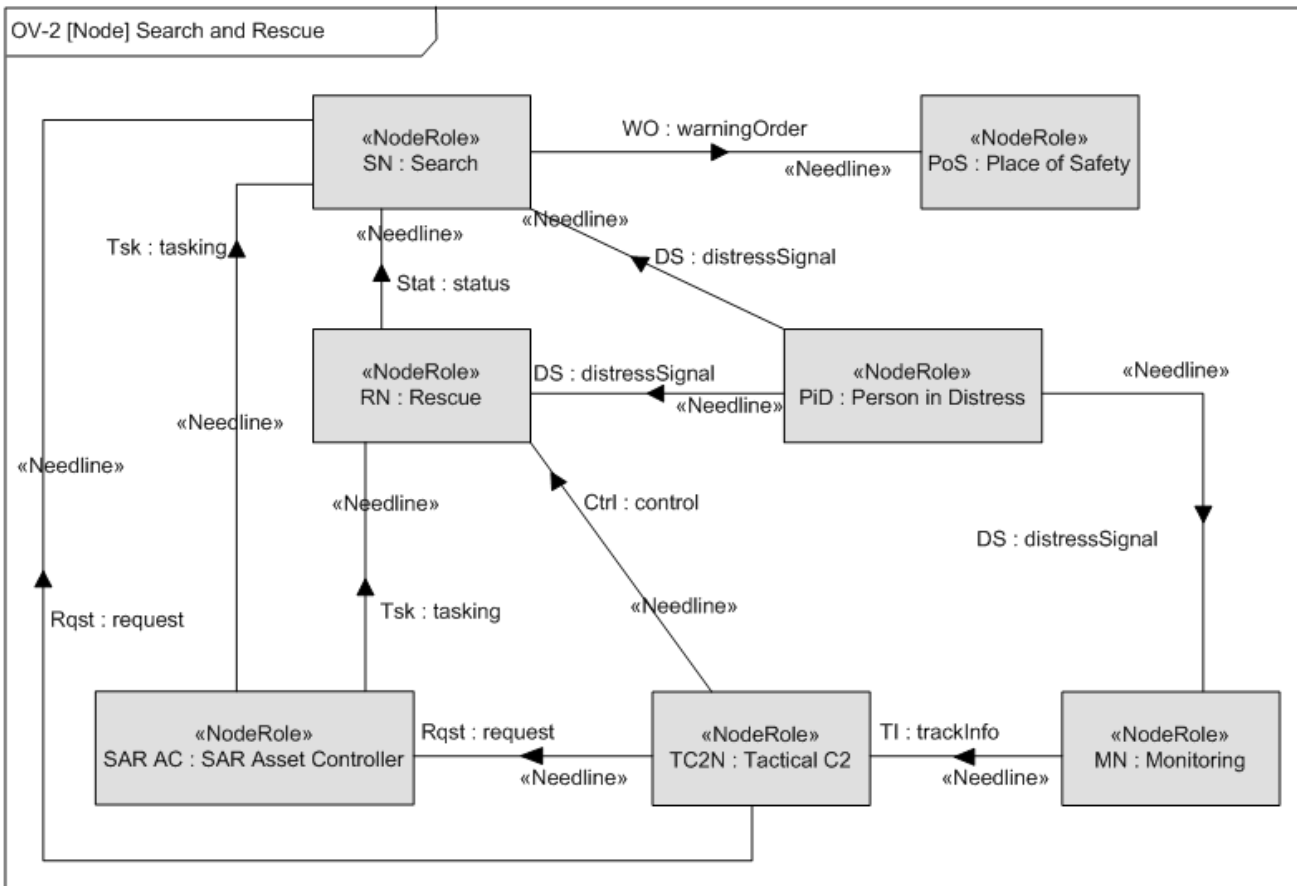 OV-2 [Node] Search and Rescue
«NodeRole»
SN : Search
WO : warningOrder
«Needline»
«NodeRole»
PoS : Place of Safety
Tsk : tasking
«Needline»
Stat : status
«Needline»
DS : distressSignal
«NodeRole»
RN : Rescue
DS : distressSignal
«Needline»
«NodeRole»
PiD : Person in Distress
«Needline»
DS : distressSignal
«Needline»
«Needline»
«Needline»
Ctrl : control
«Needline»
Rqst : request
Tsk : tasking
«NodeRole»
SAR AC : SAR Asset Controller
Rqst : request
«Needline»
«NodeRole»
TC2N : Tactical C2
TI : trackInfo
«Needline»
«NodeRole»
MN : Monitoring